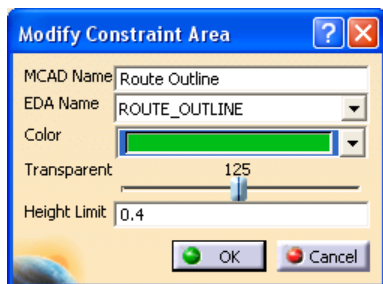 Modify Constraint Area
MCAD Name Route Outline
EDA Name ROUTE_OUTLINE
Color
Transparent 125
Height Limit 0.4
OK Cancel